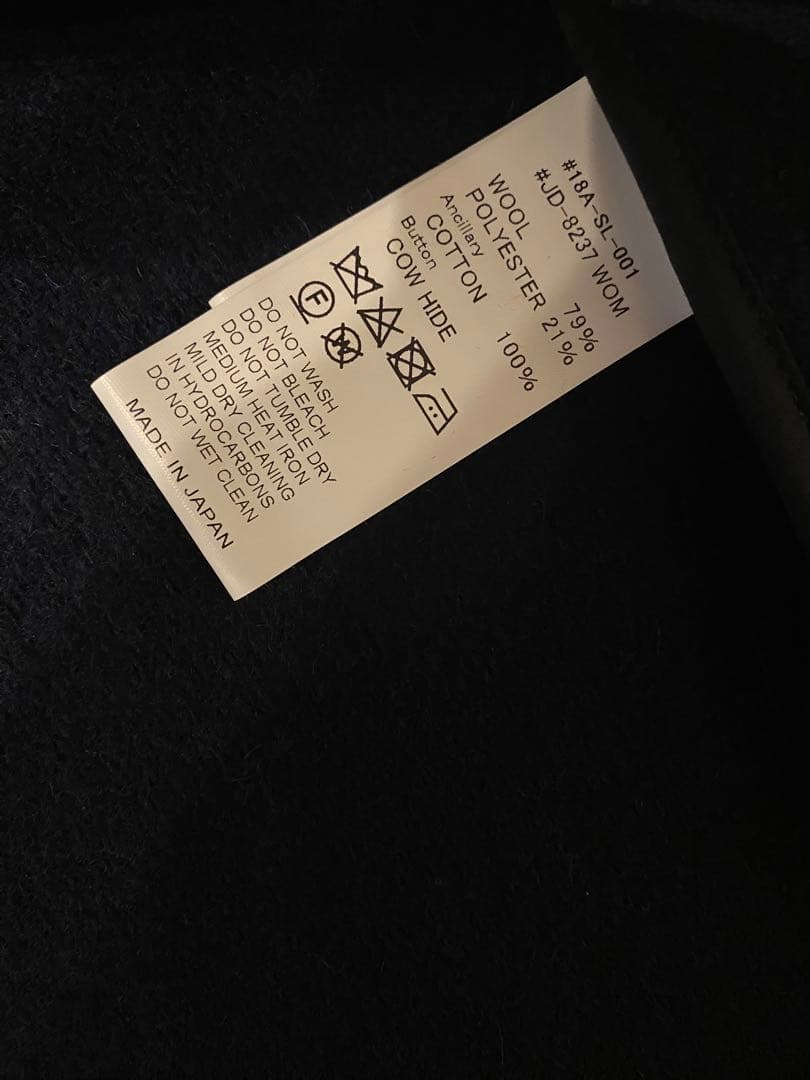 #18A-SL-001
#JD-8237 WOM
WOOL 79%
POLYESTER 21%
Ancillary
COTTON 100%
Button
COW HIDE
F
W
DO NOT WASH
DO NOT BLEACH
DO NOT TUMBLE DRY
MEDIUM HEAT IRON
MILD DRY CLEANING
IN HYDROCARBONS
DO NOT WET CLEAN
MADE IN JAPAN